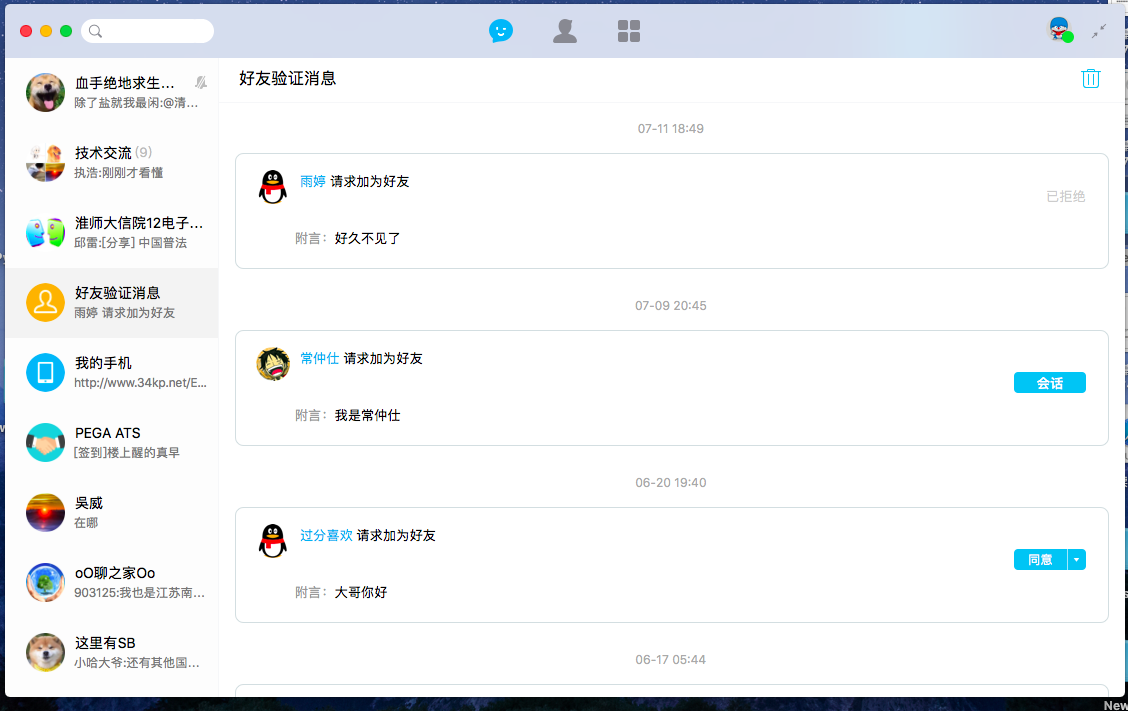 血手绝地求生...
除了盐就我最闲:@清...
技术交流 (9)
执浩:刚刚才看懂
淮师大信院12电子...
邱雷:[分享] 中国普法
好友验证消息
雨婷 请求加为好友
我的手机
http://www.34kp.net/E...
PEGA ATS
[签到]楼上醒的真早
吳威
在哪
oO聊之家Oo
903125:我也是江苏南...
这里有SB
小哈大爷:还有其他国...
好友验证消息
07-11 18:49
雨婷 请求加为好友
已拒绝
附言: 好久不见了
07-09 20:45
常仲仕 请求加为好友
会话
附言: 我是常仲仕
06-20 19:40
过分喜欢 请求加为好友
同意
附言: 大哥你好
06-17 05:44
New